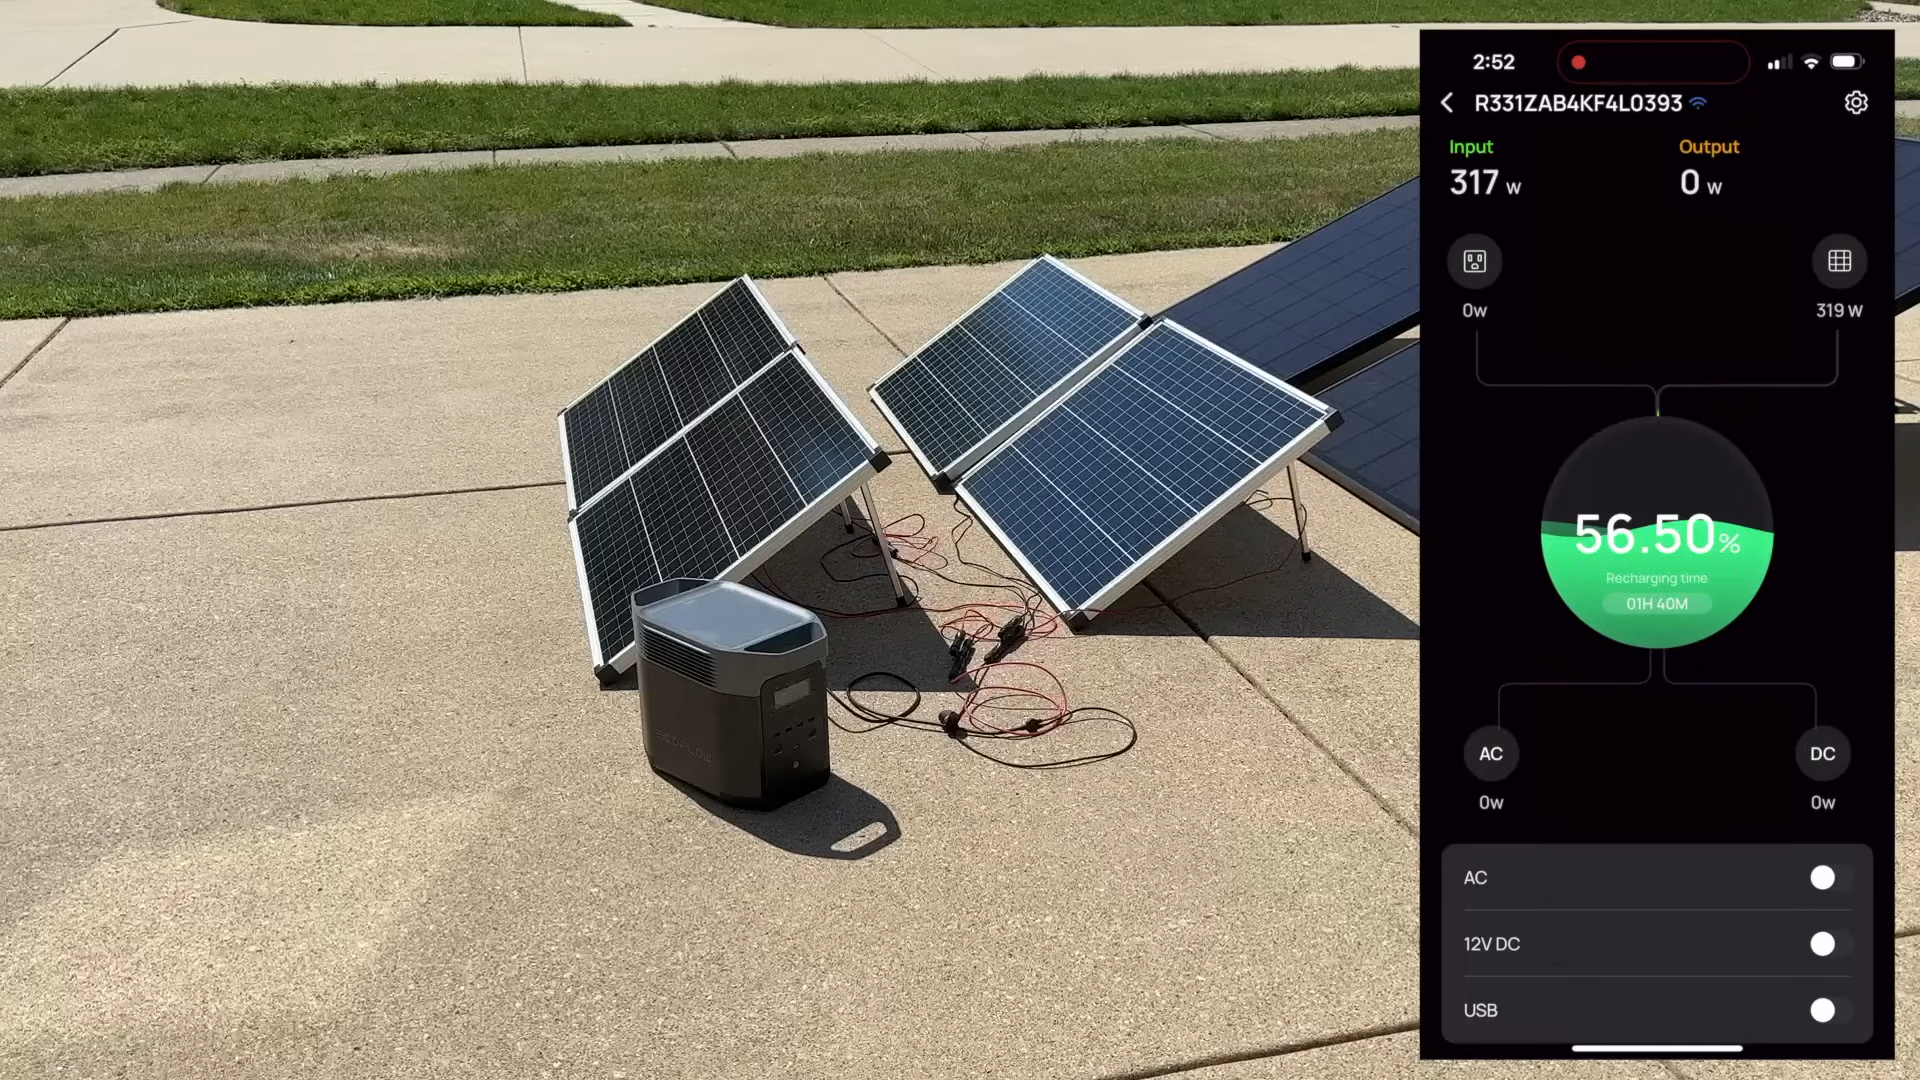 2:52
R331ZAB4KF4L0393
Input
Output
317 W
0 W
0W
319 W
56.50%
Recharging time
01H 40M
AC
DC
0W
0W
AC
12V DC
USB
ECOFLOW